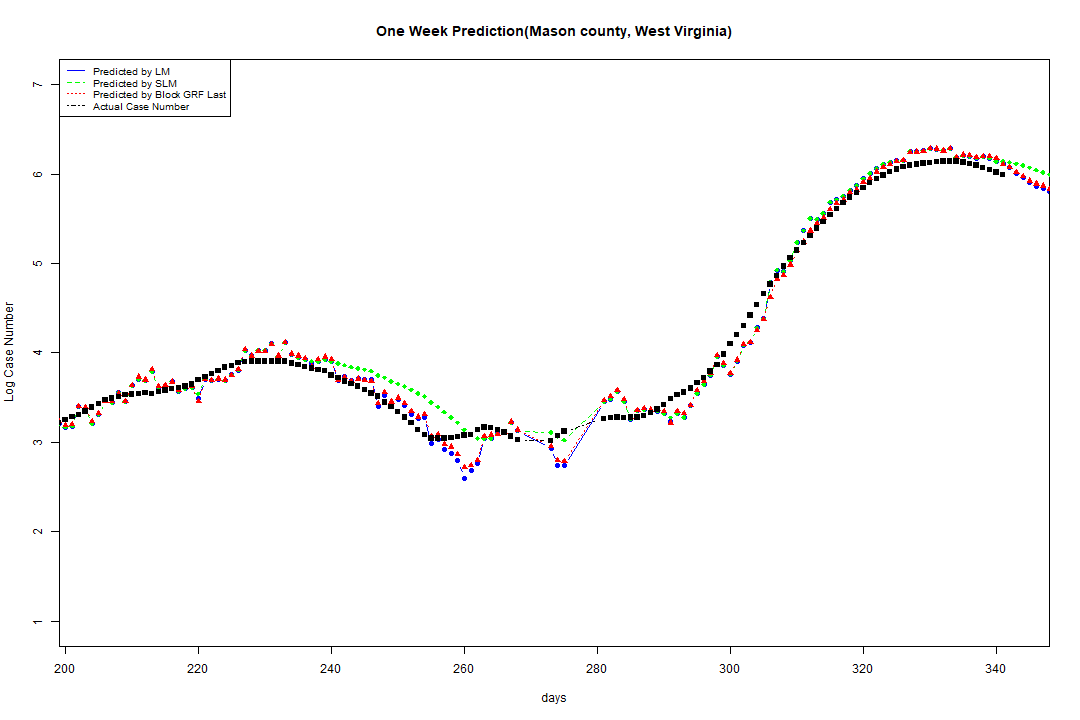 One Week Prediction(Mason county, West Virginia)
Predicted by LM
Predicted by SLM
Predicted by Block GRF Last
Actual Case Number
Log Case Number
7
6
5
4
3
2
1
200 220 240 260 280 300 320 340
days